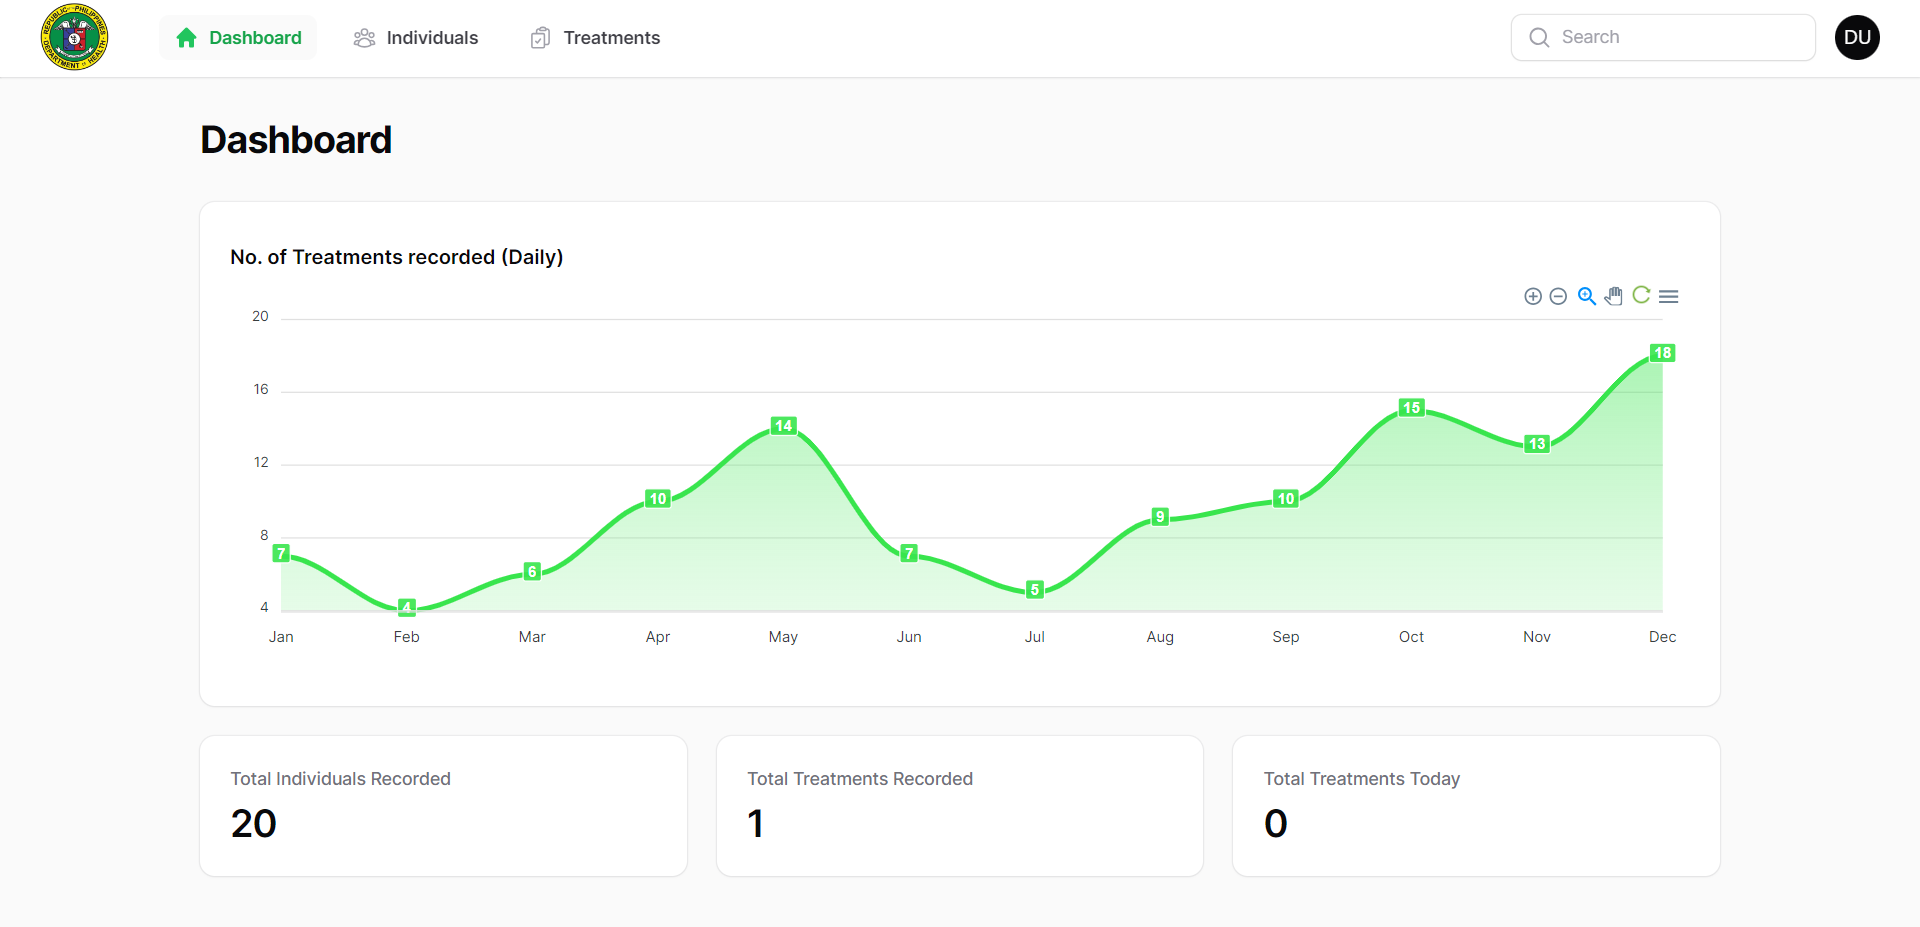 REPUBLIC PHILIPPINES
DEPARTMENT OF HEALTH
Dashboard
Individuals
Treatments
Search
DU
Dashboard
No. of Treatments recorded (Daily)
20
16
12
8
4
7
4
6
10
14
7
5
9
10
15
13
18
Jan Feb Mar Apr May Jun Jul Aug Sep Oct Nov Dec
Total Individuals Recorded
20
Total Treatments Recorded
1
Total Treatments Today
0